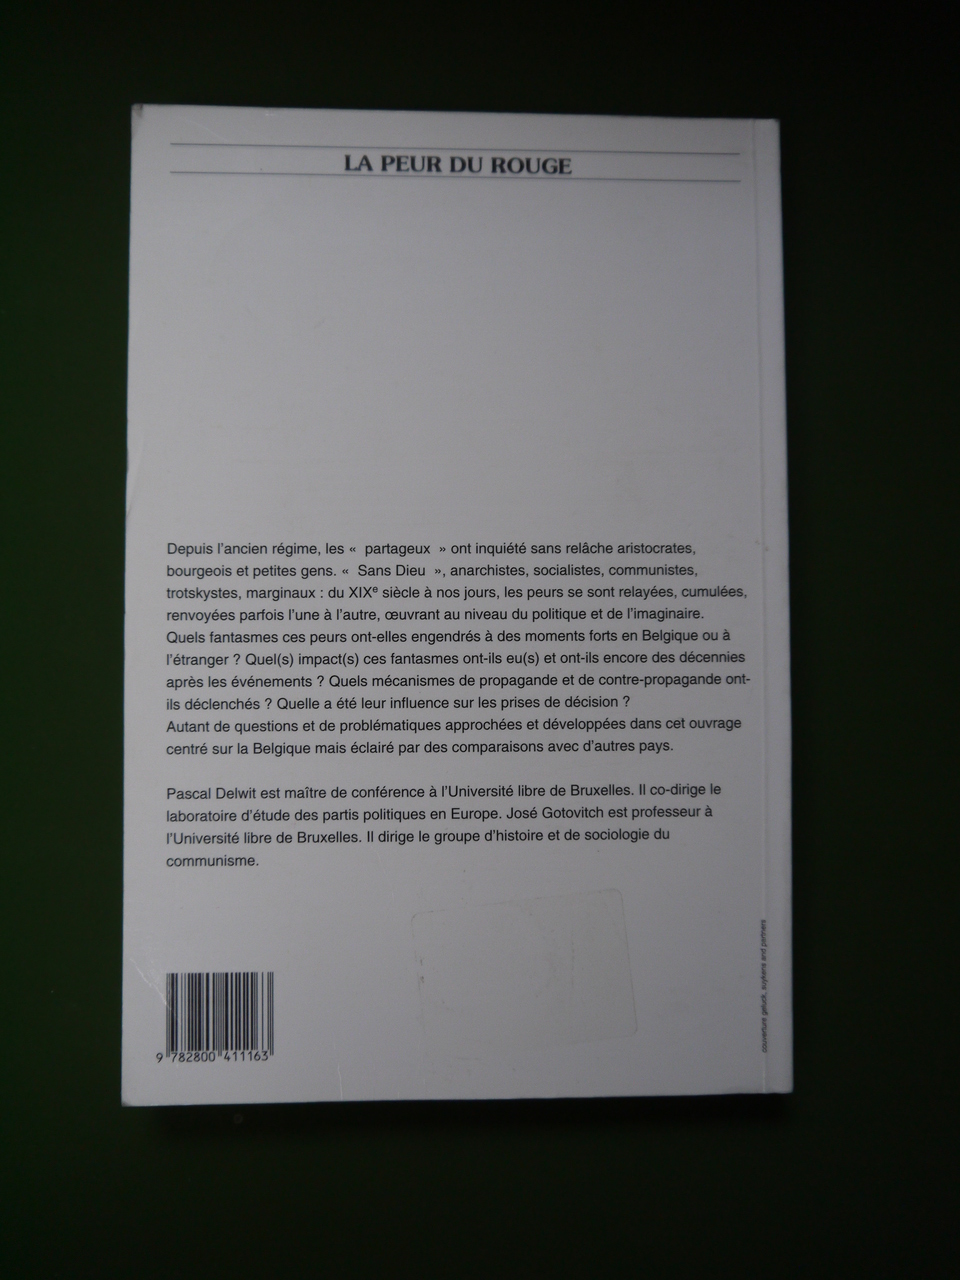 LA PEUR DU ROUGE
Depuis l'ancien régime, les «  partageux  » ont inquiété sans relâche aristocrates,
bourgeois et petites gens. «  Sans Dieu  », anarchistes, socialistes, communistes,
trotskystes, marginaux : du XIXe siècle à nos jours, les peurs se sont relayées, cumulées,
renvoyées parfois l'une à l'autre, œuvrant au niveau du politique et de l'imaginaire.
Quels fantasmes ces peurs ont-elles engendrés à des moments forts en Belgique ou à
l'étranger ? Quel(s) impact(s) ces fantasmes ont-ils eu(s) et ont-ils encore des décennies
après les événements ? Quels mécanismes de propagande et de contre-propagande ont-
ils déclenchés ? Quelle a été leur influence sur les prises de décision ?
Autant de questions et de problématiques approchées et développées dans cet ouvrage
centré sur la Belgique mais éclairé par des comparaisons avec d'autres pays.
Pascal Delwit est maître de conférence à l'Université libre de Bruxelles. Il co-dirige le
laboratoire d'étude des partis politiques en Europe. José Gotovitch est professeur à
l'Université libre de Bruxelles. Il dirige le groupe d'histoire et de sociologie du
communisme.
9 782800 411163
couverture geluck, suykens and partners